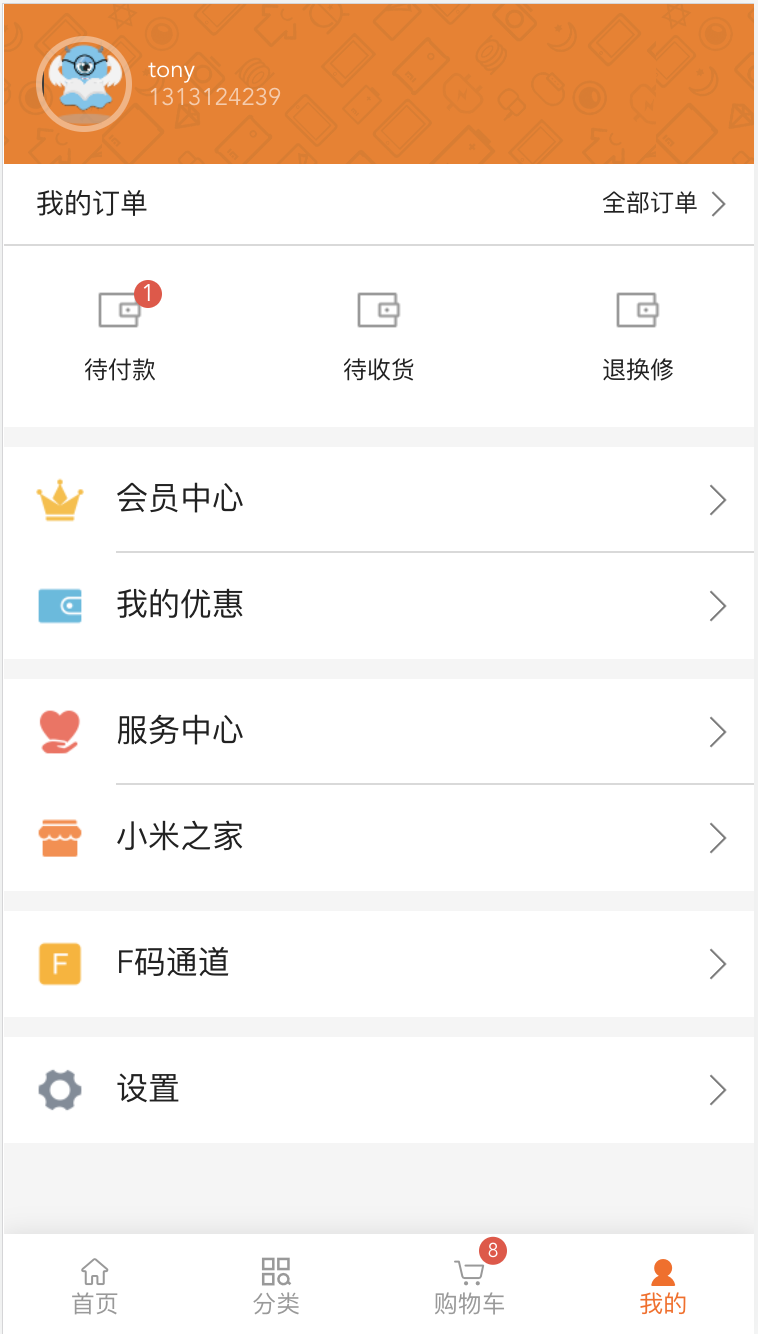 tony
1313124239
我的订单
全部订单
1
待付款
待收货
退换修
会员中心
我的优惠
服务中心
小米之家
F
F码通道
设置
8
首页
分类
购物车
我的